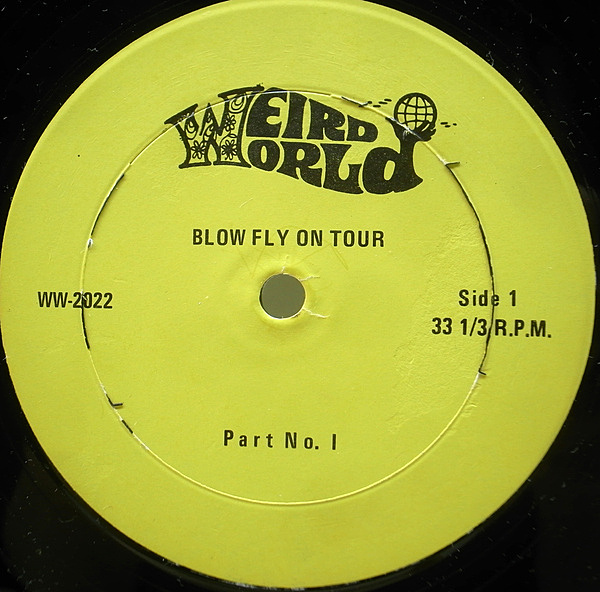 WEIRD
WORLD
BLOW FLY ON TOUR
WW-2022
Side 1
33 1/3 R.P.M.
Part No. I